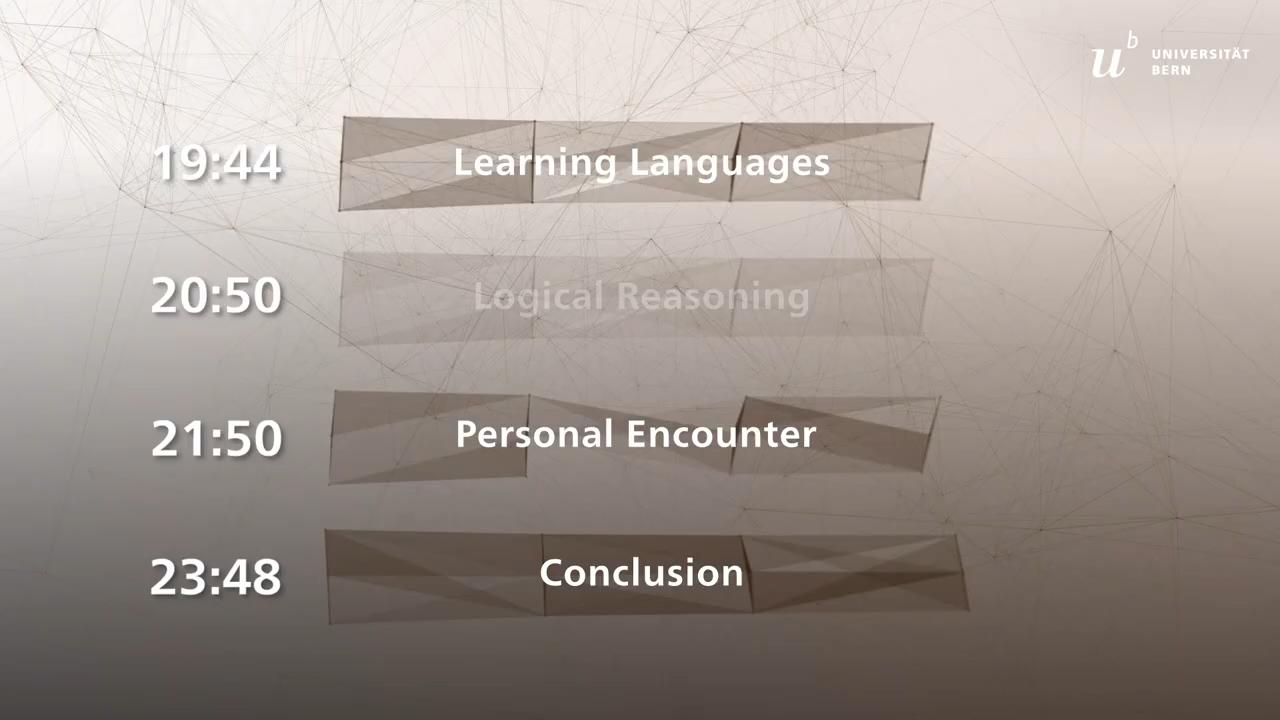 u^b UNIVERSITÄT
BERN
19:44 Learning Languages
20:50 Logical Reasoning
21:50 Personal Encounter
23:48 Conclusion